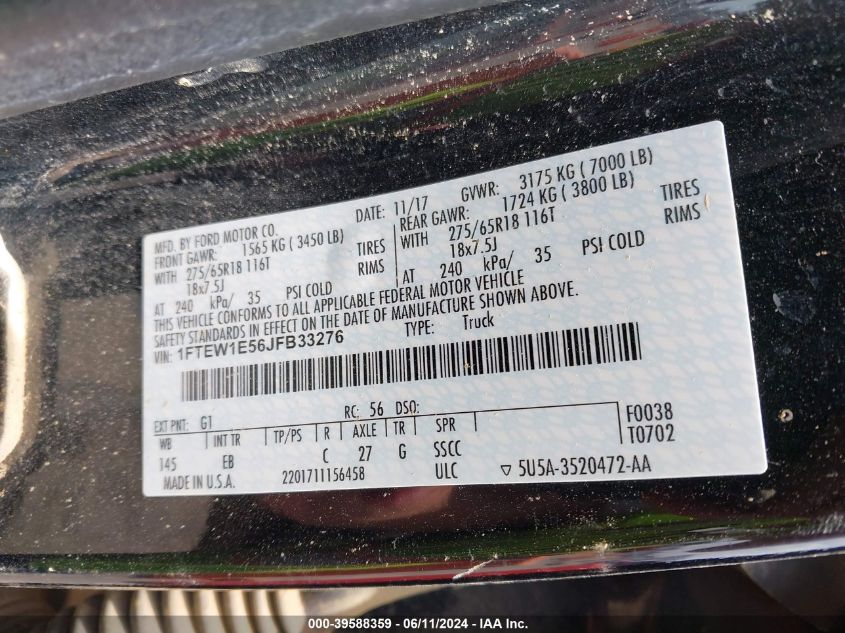 MFD. BY FORD MOTOR CO.
DATE: 11/17 GVWR: 3175 KG ( 7000 LB)
FRONT GAWR: 1565 KG ( 3450 LB)
REAR GAWR: 1724 KG ( 3800 LB)
WITH 275/65R18 116T TIRES
WITH 275/65R18 116T TIRES
18x7.5J RIMS
18x7.5J RIMS
AT 240 kPa/ 35 PSI COLD
AT 240 kPa/ 35 PSI COLD
THIS VEHICLE CONFORMS TO ALL APPLICABLE FEDERAL MOTOR VEHICLE
SAFETY STANDARDS IN EFFECT ON THE DATE OF MANUFACTURE SHOWN ABOVE.
VIN: 1FTEW1E56JFB33276 TYPE: Truck
EXT PNT: G1 RC: 56 DSO:
WB INT TR TP/PS R AXLE TR SPR
145 EB C 27 G SSCC
F0038
T0702
MADE IN U.S.A. 2201711156458 ULC ▽ 5U5A-3520472-AA
000-39588359 - 06/11/2024 - IAA Inc.